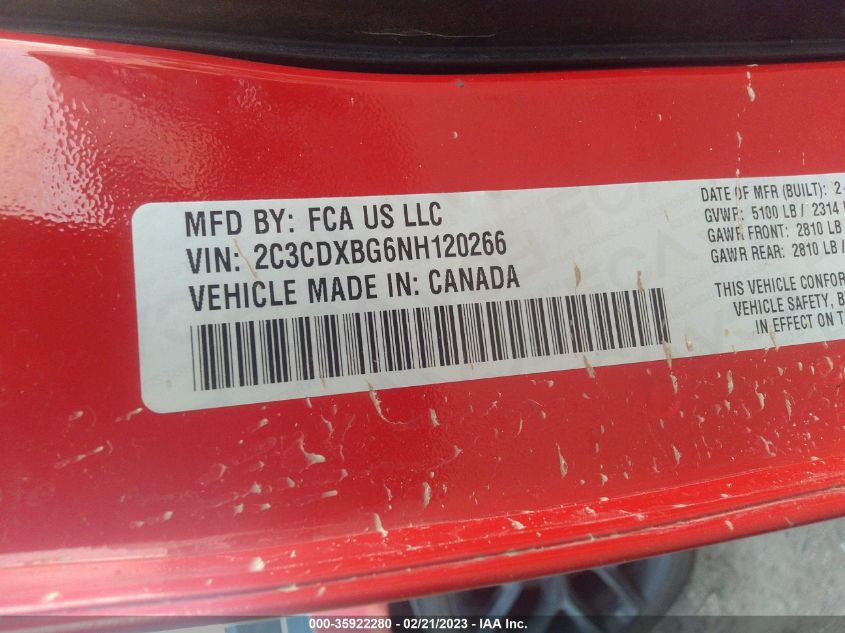 MFD BY: FCA US LLC
VIN: 2C3CDXBG6NH120266
VEHICLE MADE IN: CANADA
DATE OF MFR (BUILT): 2-
GVWR: 5100 LB / 2314
GAWR FRONT: 2810 LB
GAWR REAR: 2810 LB /
THIS VEHICLE CONFOR
VEHICLE SAFETY, B
IN EFFECT ON T
000-35922280 - 02/21/2023 - IAA Inc.